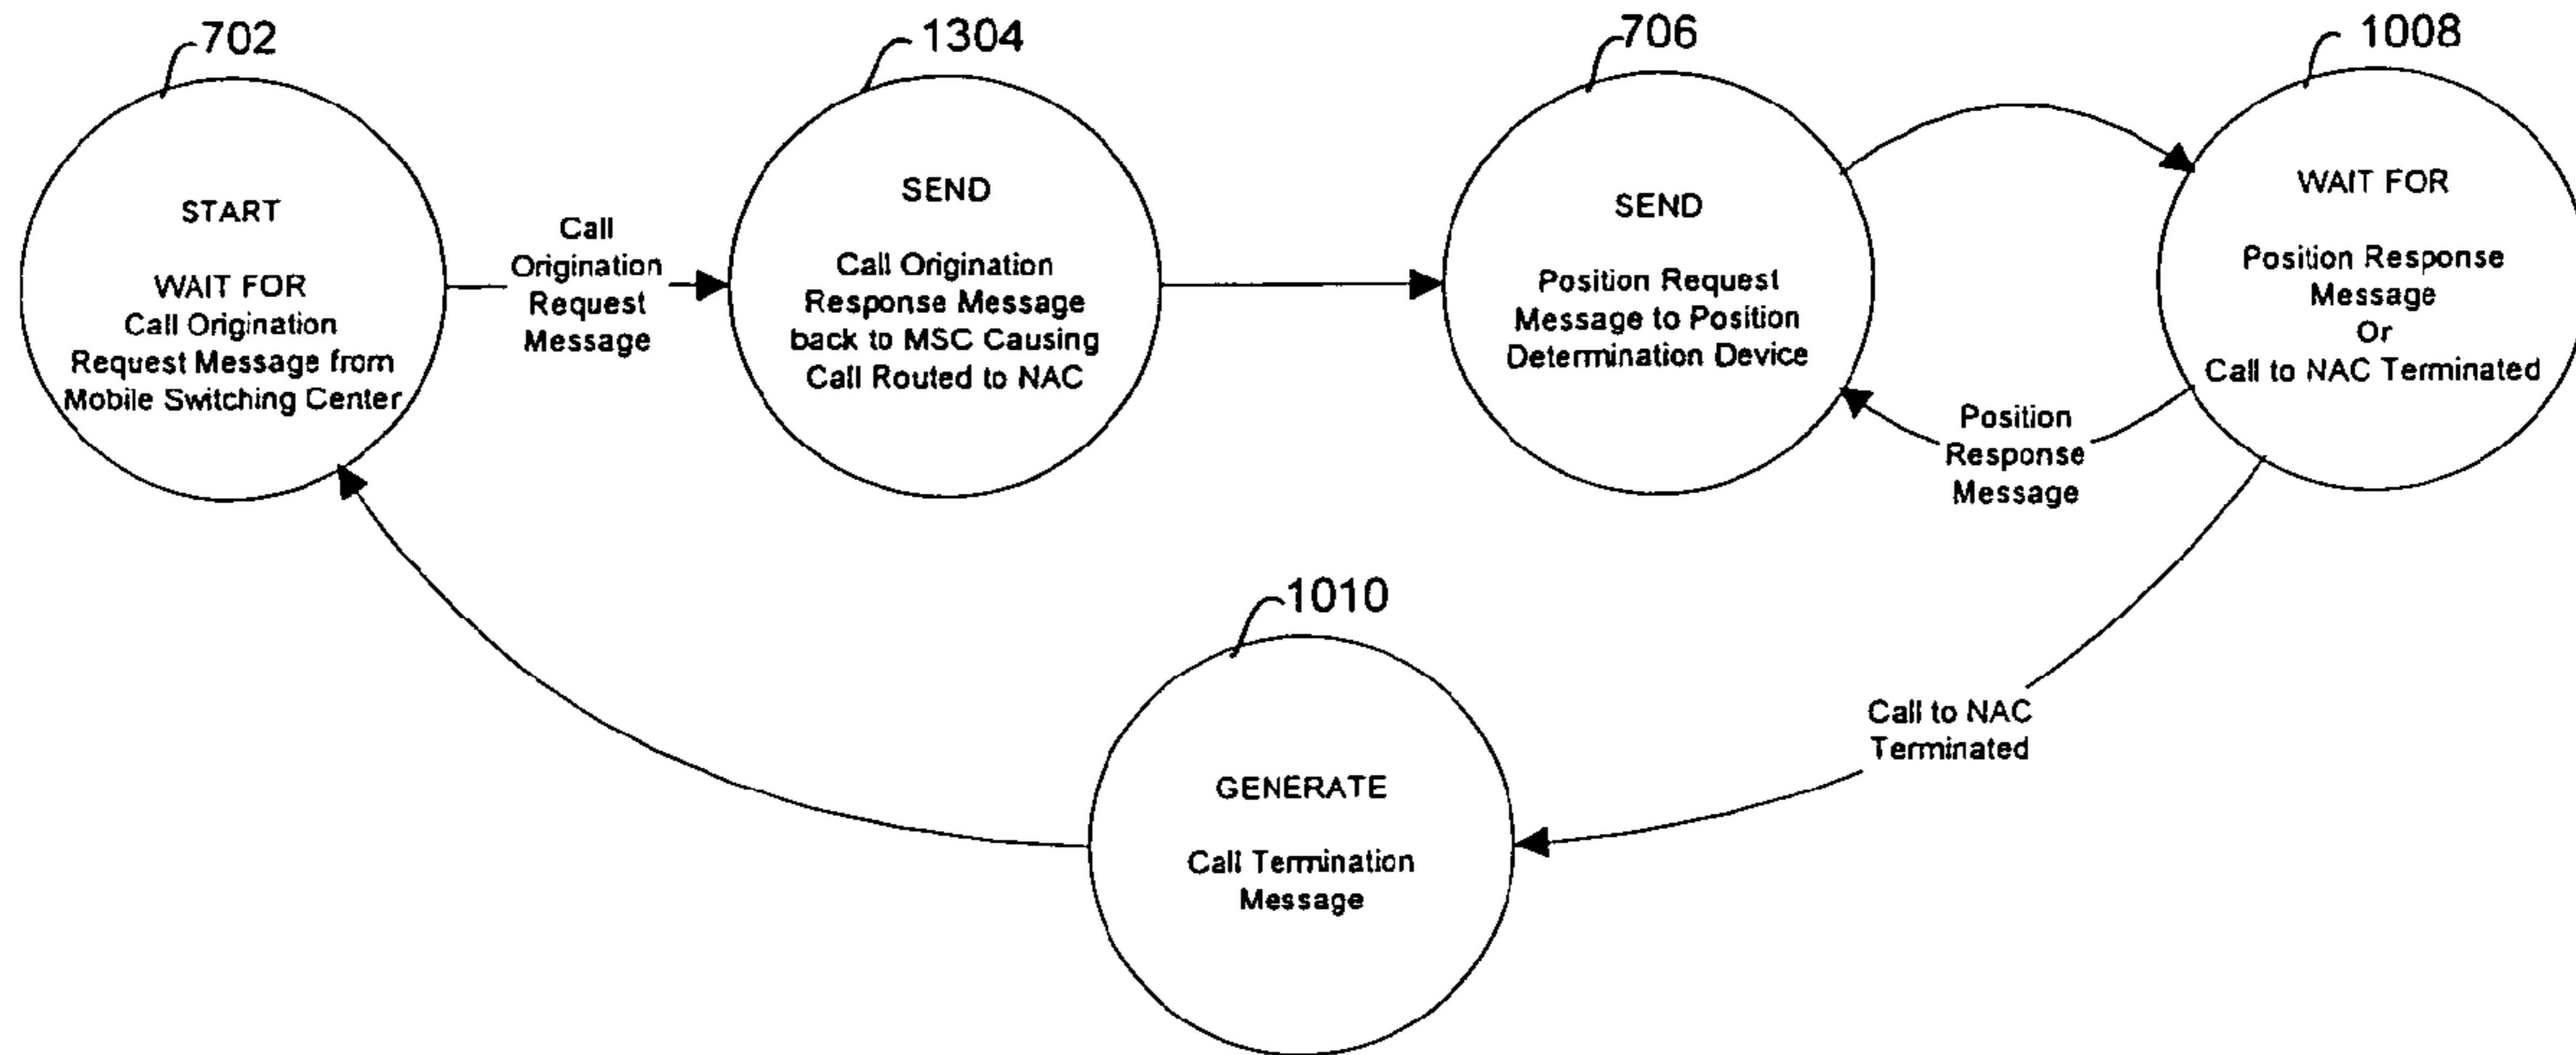 702
START
WAIT FOR
Call Origination
Request Message from
Mobile Switching Center
Call
Origination
Request
Message
1304
SEND
Call Origination
Response Message
back to MSC Causing
Call Routed to NAC
706
SEND
Position Request
Message to Position
Determination Device
1008
WAIT FOR
Position Response
Message
Or
Call to NAC Terminated
Position
Response
Message
Call to NAC
Terminated
1010
GENERATE
Call Termination
Message